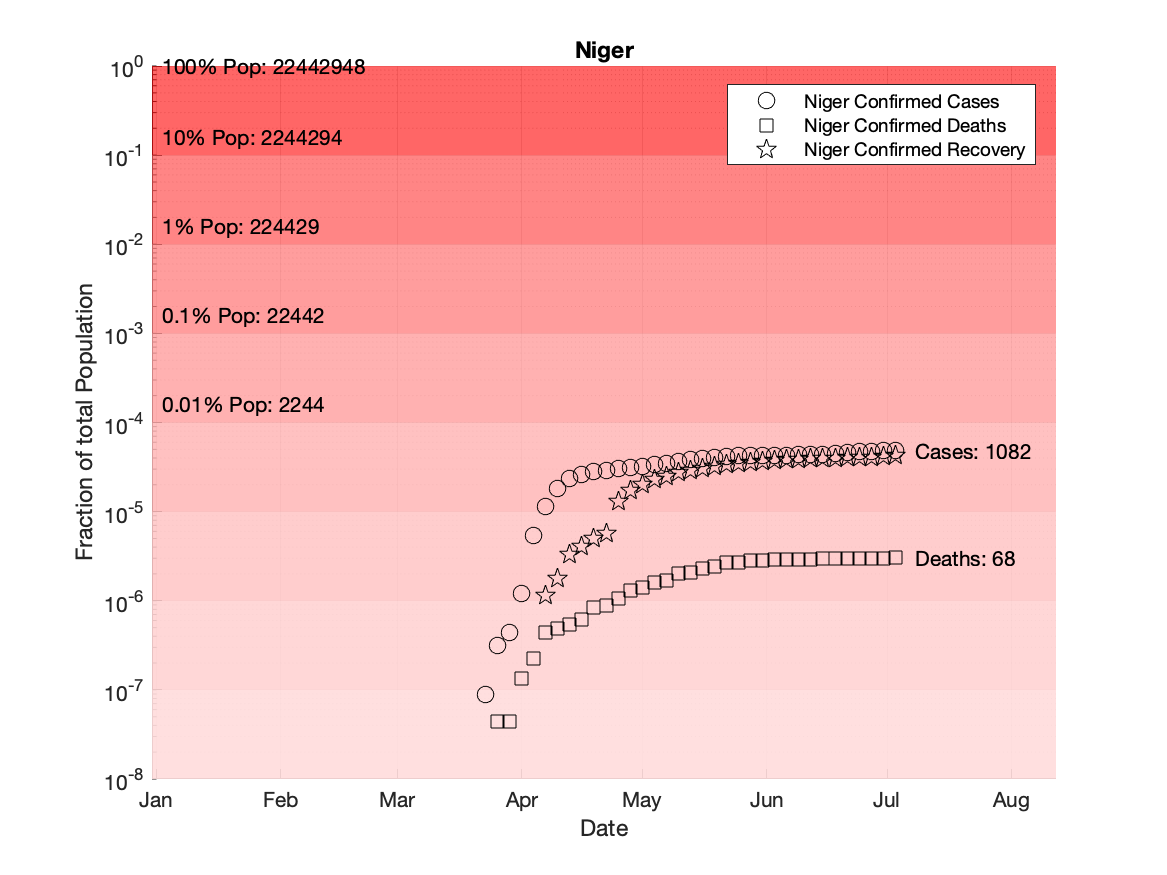 Niger
10^0
100% Pop: 22442948
Niger Confirmed Cases
Niger Confirmed Deaths
Niger Confirmed Recovery
10% Pop: 2244294
10^-1
1% Pop: 224429
10^-2
0.1% Pop: 22442
10^-3
0.01% Pop: 2244
10^-4
Cases: 1082
10^-5
Deaths: 68
10^-6
10^-7
10^-8
Fraction of total Population
Jan Feb Mar Apr May Jun Jul Aug
Date